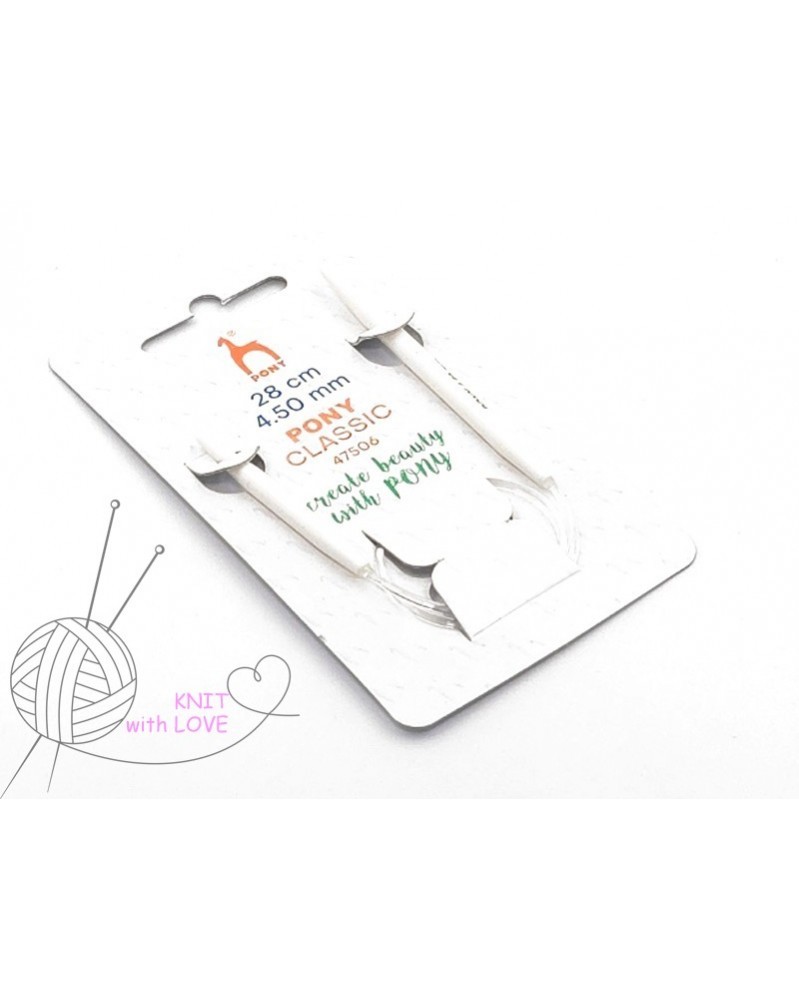 ®
PONY
28 cm
4.50 mm
PONY
CLASSIC
47506
create beauty
with PONY
KNIT
with LOVE